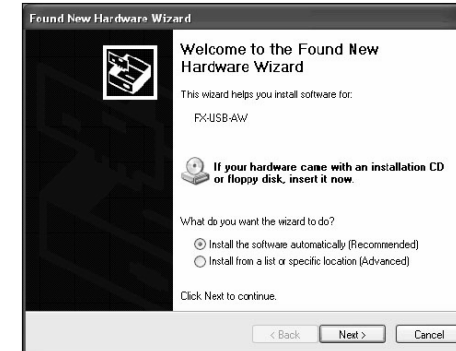 Found New Hardware Wizard
Welcome to the Found New
Hardware Wizard
This wizard helps you install software for:
FX-USB-AW
If your hardware came with an installation CD
or floppy disk, insert it now.
What do you want the wizard to do?
Install the software automatically (Recommended)
Install from a list or specific location (Advanced)
Click Next to continue.
< Back Next > Cancel